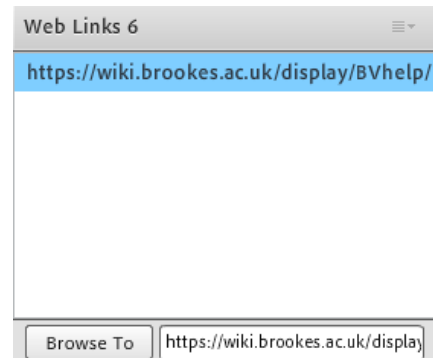 Web Links 6
https://wiki.brookes.ac.uk/display/BVhelp/
Browse To https://wiki.brookes.ac.uk/display